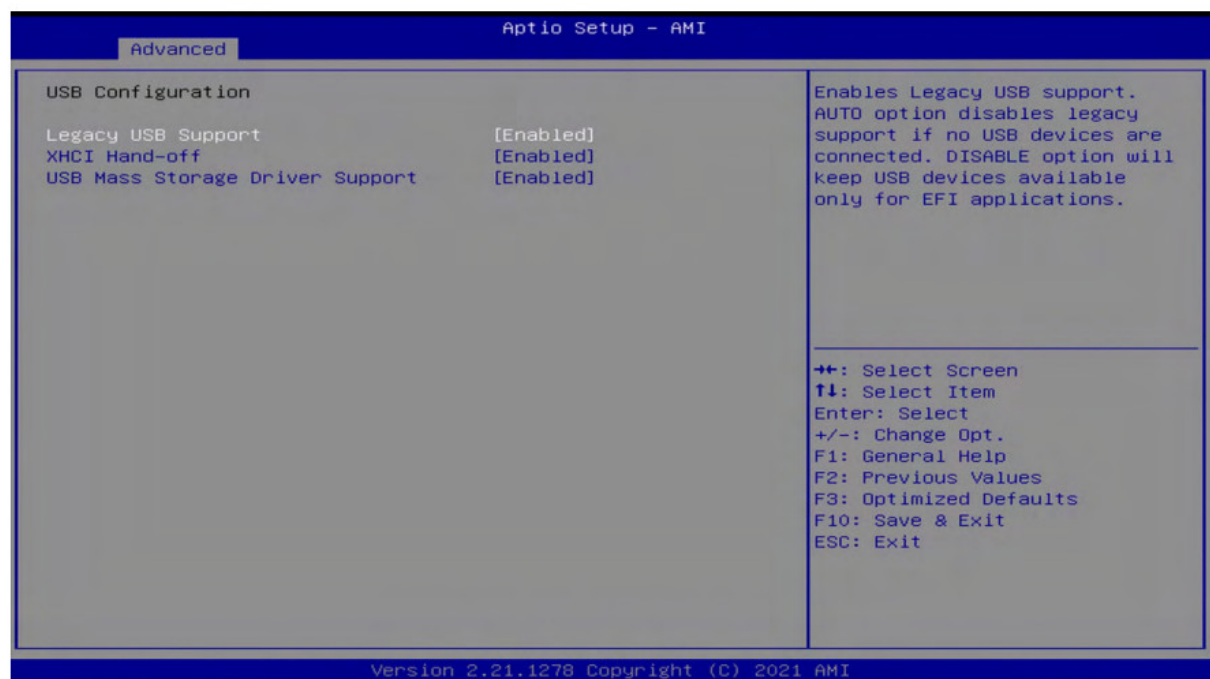 Aptio Setup – AMI
Advanced
USB Configuration
Legacy USB Support [Enabled]
XHCI Hand-off [Enabled]
USB Mass Storage Driver Support [Enabled]
Enables Legacy USB support.
AUTO option disables legacy
support if no USB devices are
connected. DISABLE option will
keep USB devices available
only for EFI applications.
→←: Select Screen
↑↓: Select Item
Enter: Select
+/-: Change Opt.
F1: General Help
F2: Previous Values
F3: Optimized Defaults
F10: Save & Exit
ESC: Exit
Version 2.21.1278 Copyright (C) 2021 AMI